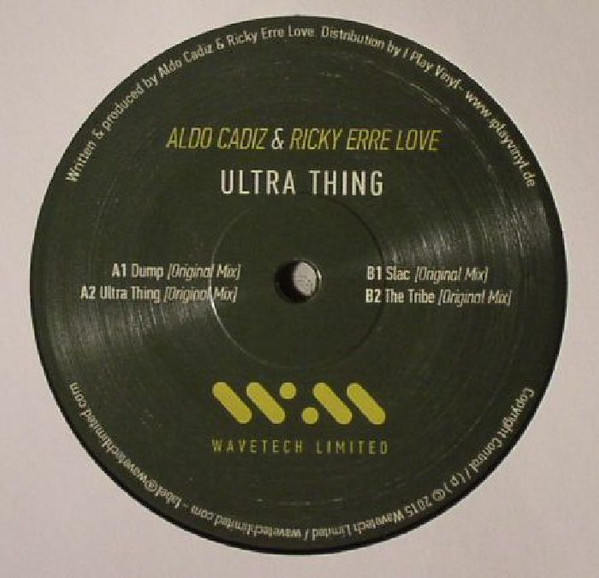 Written & produced by Aldo Cadiz & Ricky Erre Love. Distribution by I Play Vinyl - www.iplayvinyl.de
ALDO CADIZ & RICKY ERRE LOVE
ULTRA THING
A1 Dump [Original Mix]
A2 Ultra Thing [Original Mix]
B1 Slac [Original Mix]
B2 The Tribe [Original Mix]
WAVETECH LIMITED
Copyright Control / (p) © 2015 Wavetech Limited / wavetechlimited.com - label@wavetechlimited.com